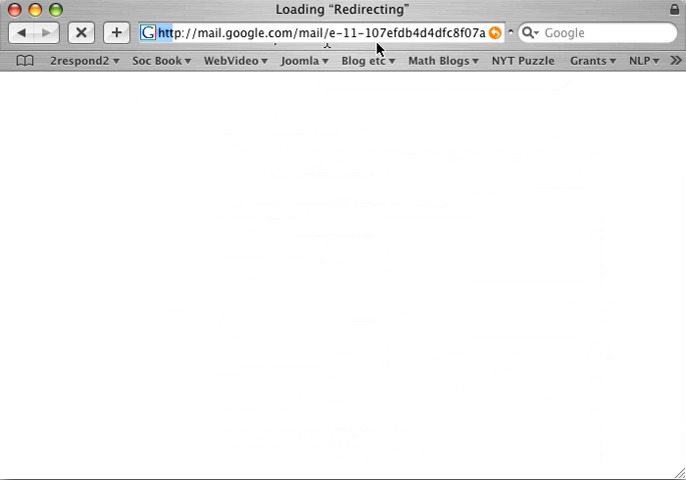 Loading “Redirecting”
http://mail.google.com/mail/e-11-107efdb4d4dfc8f07a
Google
2respond2 Soc Book WebVideo Joomla Blog etc Math Blogs NYT Puzzle Grants NLP